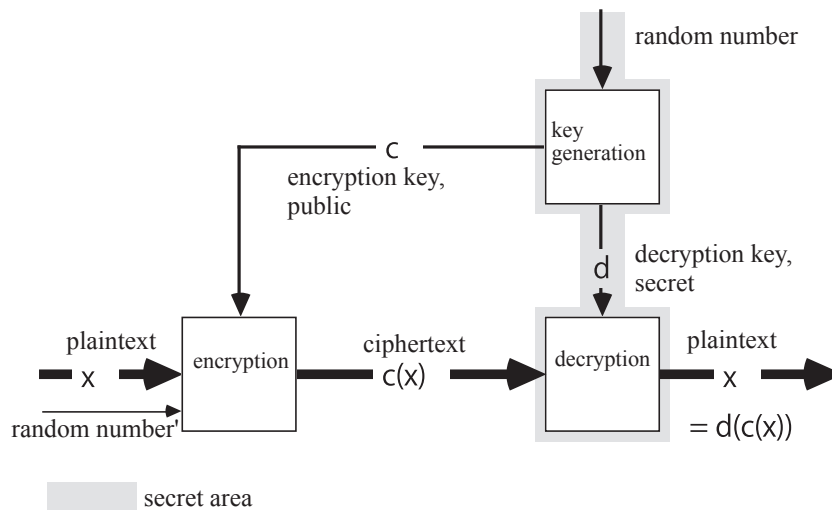 random number
key
generation
c
encryption key,
public
d
decryption key,
secret
plaintext
x
random number'
encryption
ciphertext
c(x)
decryption
plaintext
x
= d(c(x))
secret area